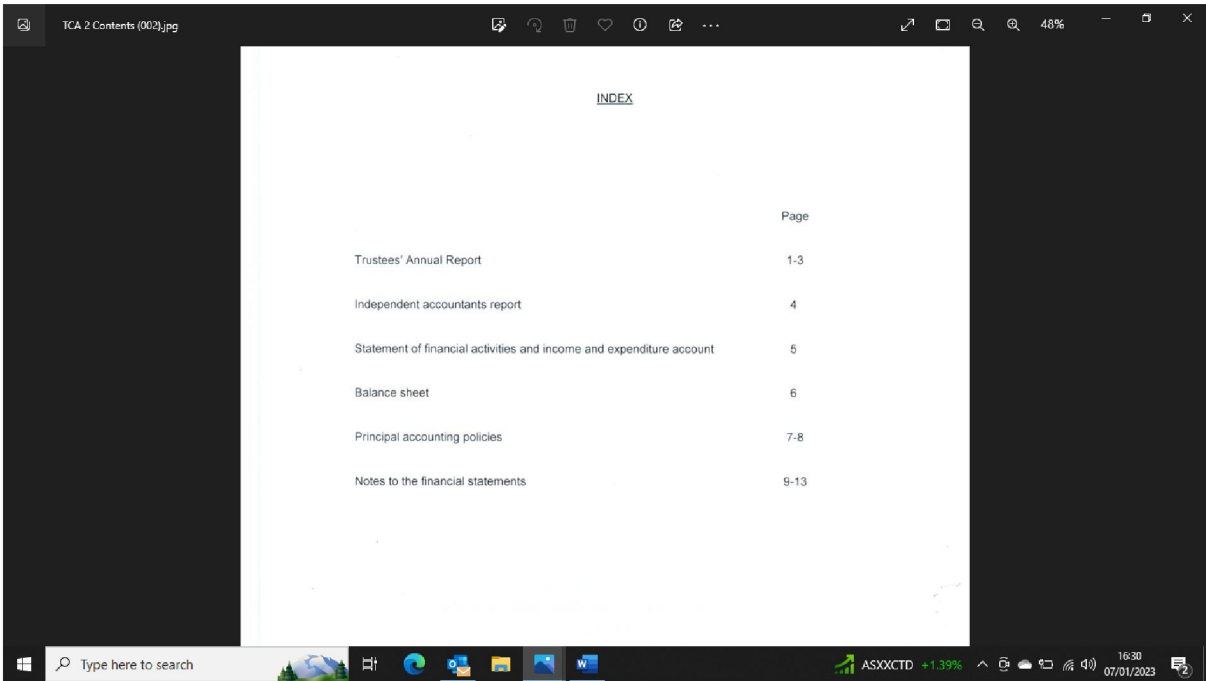 TCA 2 Contents (002).jpg
48%
INDEX
Page
Trustees' Annual Report 1-3
Independent accountants report 4
Statement of financial activities and income and expenditure account 5
Balance sheet 6
Principal accounting policies 7-8
Notes to the financial statements 9-13
Type here to search
ASXXCTD +1.39%
16:30
07/01/2023
2